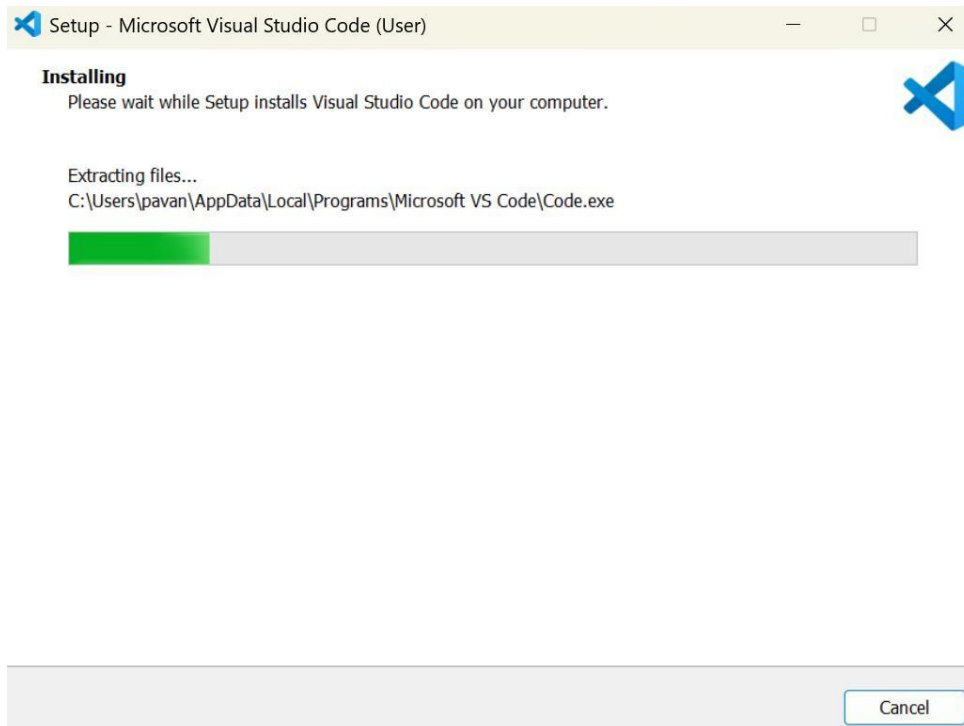 Setup - Microsoft Visual Studio Code (User)
Installing
Please wait while Setup installs Visual Studio Code on your computer.
Extracting files...
C:\Users\pavan\AppData\Local\Programs\Microsoft VS Code\Code.exe
Cancel